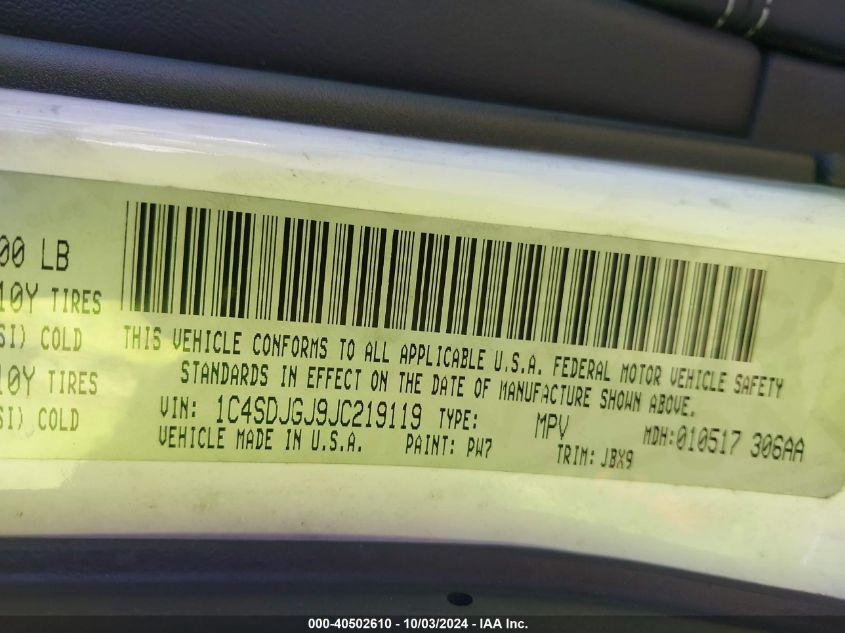 00 LB
10Y TIRES
SI) COLD
10Y TIRES
SI) COLD
THIS VEHICLE CONFORMS TO ALL APPLICABLE U.S.A. FEDERAL MOTOR VEHICLE SAFETY
STANDARDS IN EFFECT ON THE DATE OF MANUFACTURE SHOWN ABOVE.
VIN: 1C4SDJGJ9JC219119 TYPE: MPV MDH:010517 306AA
VEHICLE MADE IN U.S.A. PAINT: PW7 TRIM: JBX9
000-40502610 - 10/03/2024 - IAA Inc.